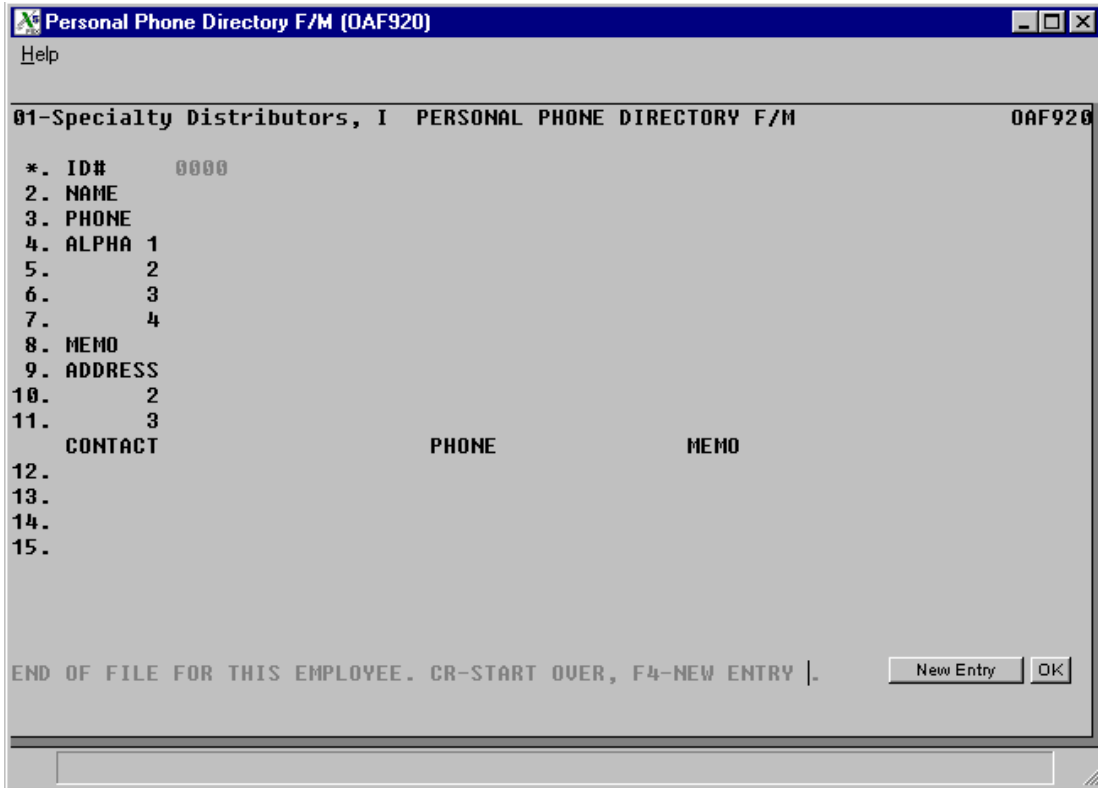 Personal Phone Directory F/M (OAF920)
Help
01-Specialty Distributors, I PERSONAL PHONE DIRECTORY F/M OAF920
*. ID# 0000
2. NAME
3. PHONE
4. ALPHA 1
5. 2
6. 3
7. 4
8. MEMO
9. ADDRESS
10. 2
11. 3
CONTACT PHONE MEMO
12.
13.
14.
15.
END OF FILE FOR THIS EMPLOYEE. CR-START OVER, F4-NEW ENTRY . New Entry OK